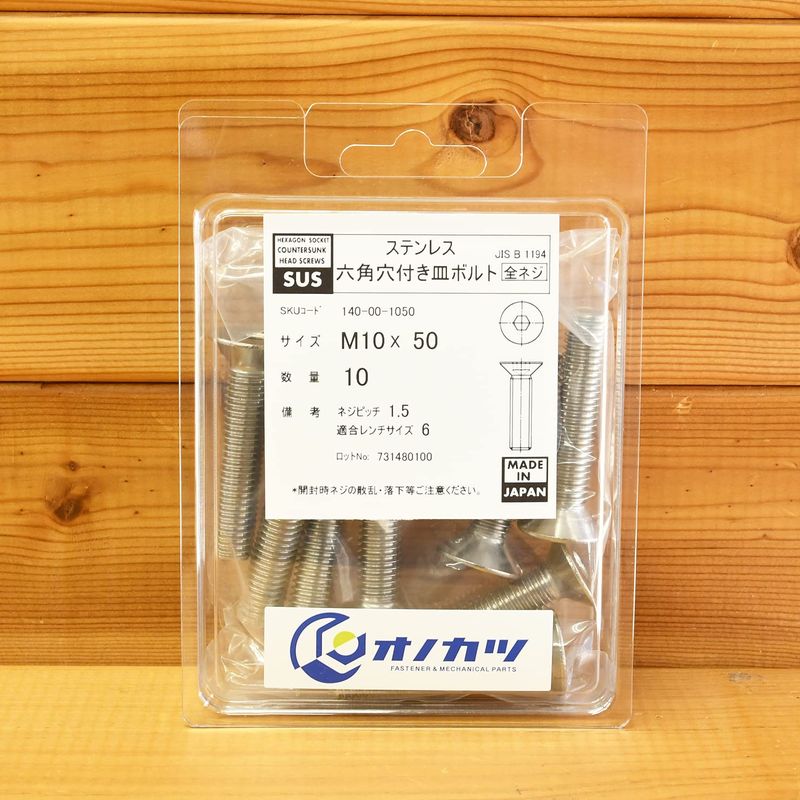 HEXAGON SOCKET
COUNTERSUNK
HEAD SCREWS
SUS
ステンレス
JIS B 1194
六角穴付き皿ボルト 全ネジ
SKUコード 140-00-1050
サイズ M10 x 50
数量 10
備考 ネジピッチ 1.5
適合レンチサイズ 6
ロットNo: 731480100
MADE
IN
JAPAN
*開封時ネジの散乱・落下等ご注意ください。
オノカツ
FASTENER & MECHANICAL PARTS